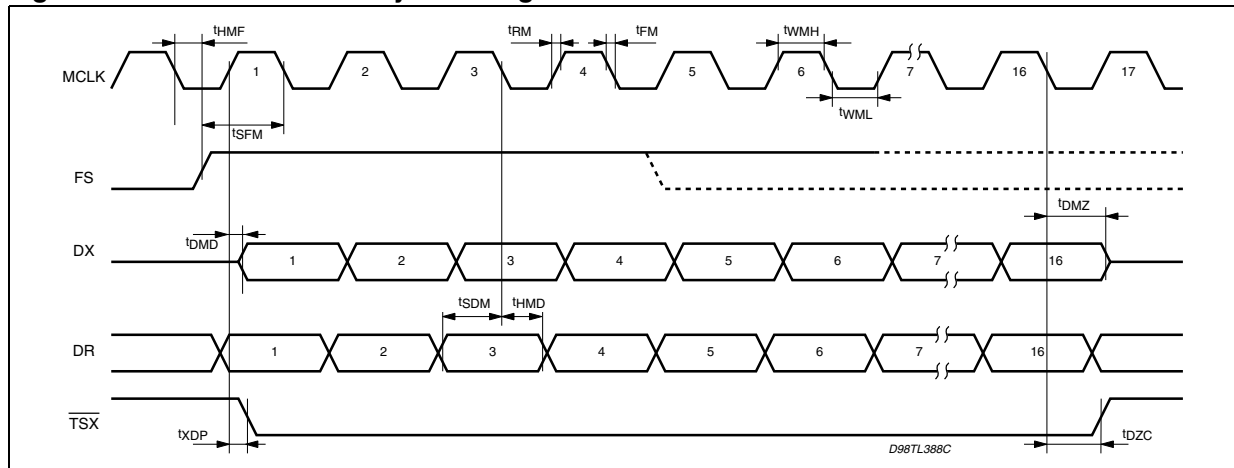 tHMF tRM tFM tWMH
MCLK 1 2 3 4 5 6 7 16 17
tSFM tWML
FS
tDMD tDMZ
DX 1 2 3 4 5 6 7 16
tSDM tHMD
DR 1 2 3 4 5 6 7 16
TSX
tXDP tDZC
D98TL388C